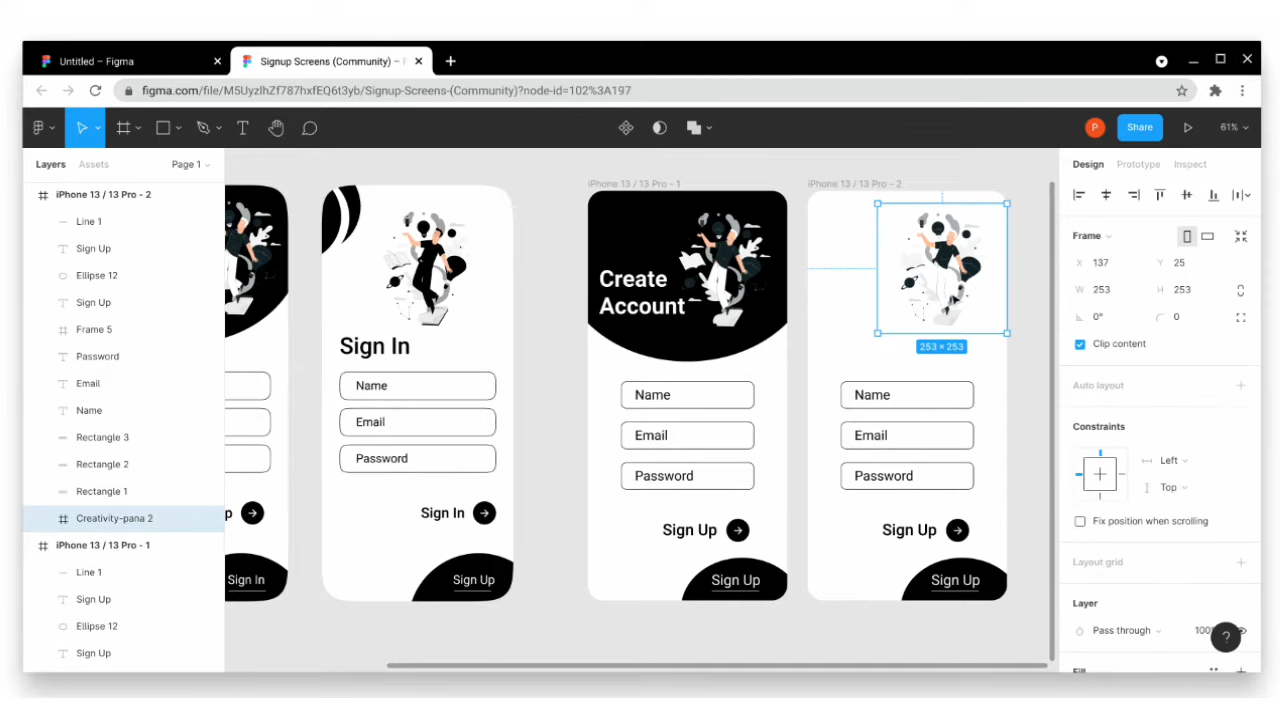 Untitled – Figma
Signup Screens (Community) –
figma.com/file/M5UyzlhZf787hxfEQ6t3yb/Signup-Screens-(Community)?node-id=102%3A197
P
Share
61%
Layers
Assets
Page 1
iPhone 13 / 13 Pro - 2
Line 1
Sign Up
Ellipse 12
Sign Up
Frame 5
Password
Email
Name
Rectangle 3
Rectangle 2
Rectangle 1
Creativity-pana 2
iPhone 13 / 13 Pro - 1
Line 1
Sign Up
Ellipse 12
Sign Up
p
Sign In
Sign In
Name
Email
Password
Sign In
Sign Up
iPhone 13 / 13 Pro - 1
Create
Account
Name
Email
Password
Sign Up
Sign Up
iPhone 13 / 13 Pro - 2
253 × 253
Name
Email
Password
Sign Up
Sign Up
Design
Prototype
Inspect
Frame
X 137
Y 25
W 253
H 253
0°
0
Clip content
Auto layout
Constraints
Left
Top
Fix position when scrolling
Layout grid
Layer
Pass through
?
Fill